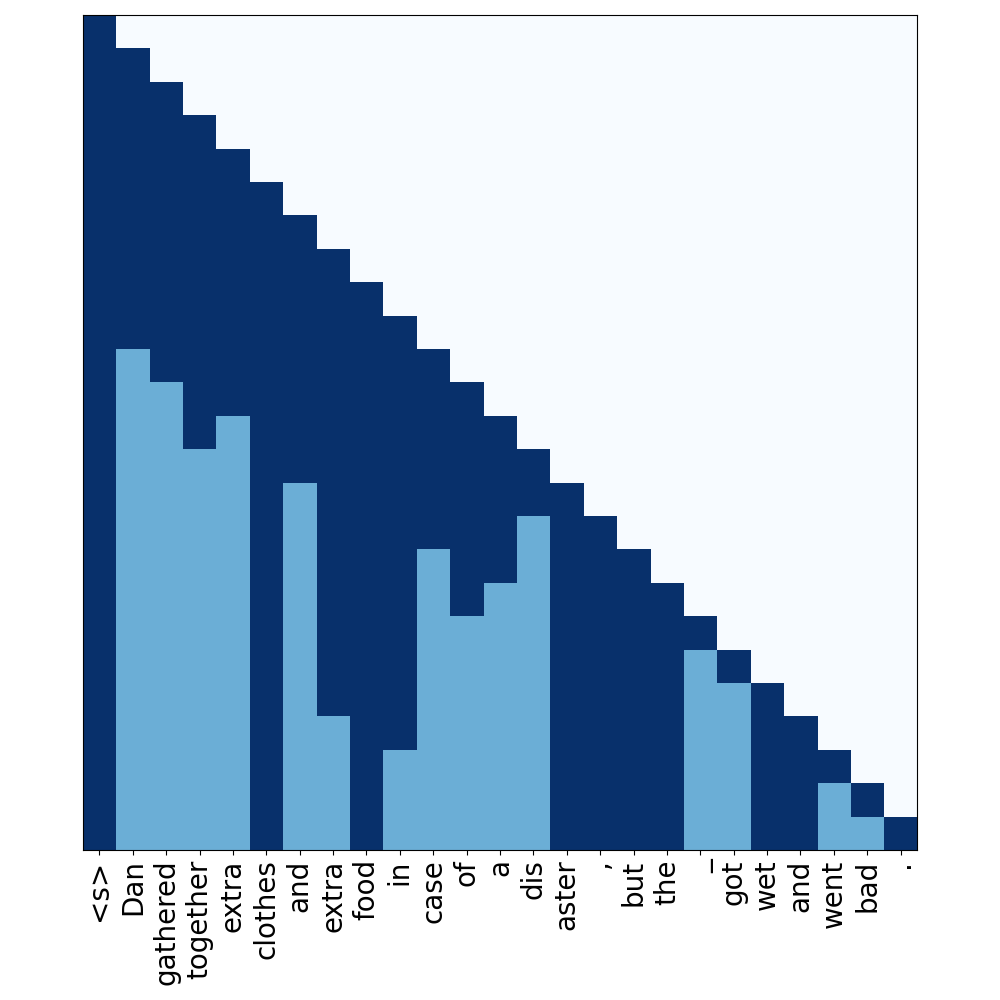 <s>
Dan
gathered
together
extra
clothes
and
extra
food
in
case
of
a
dis
aster
,
but
the
_
got
wet
and
went
bad
.